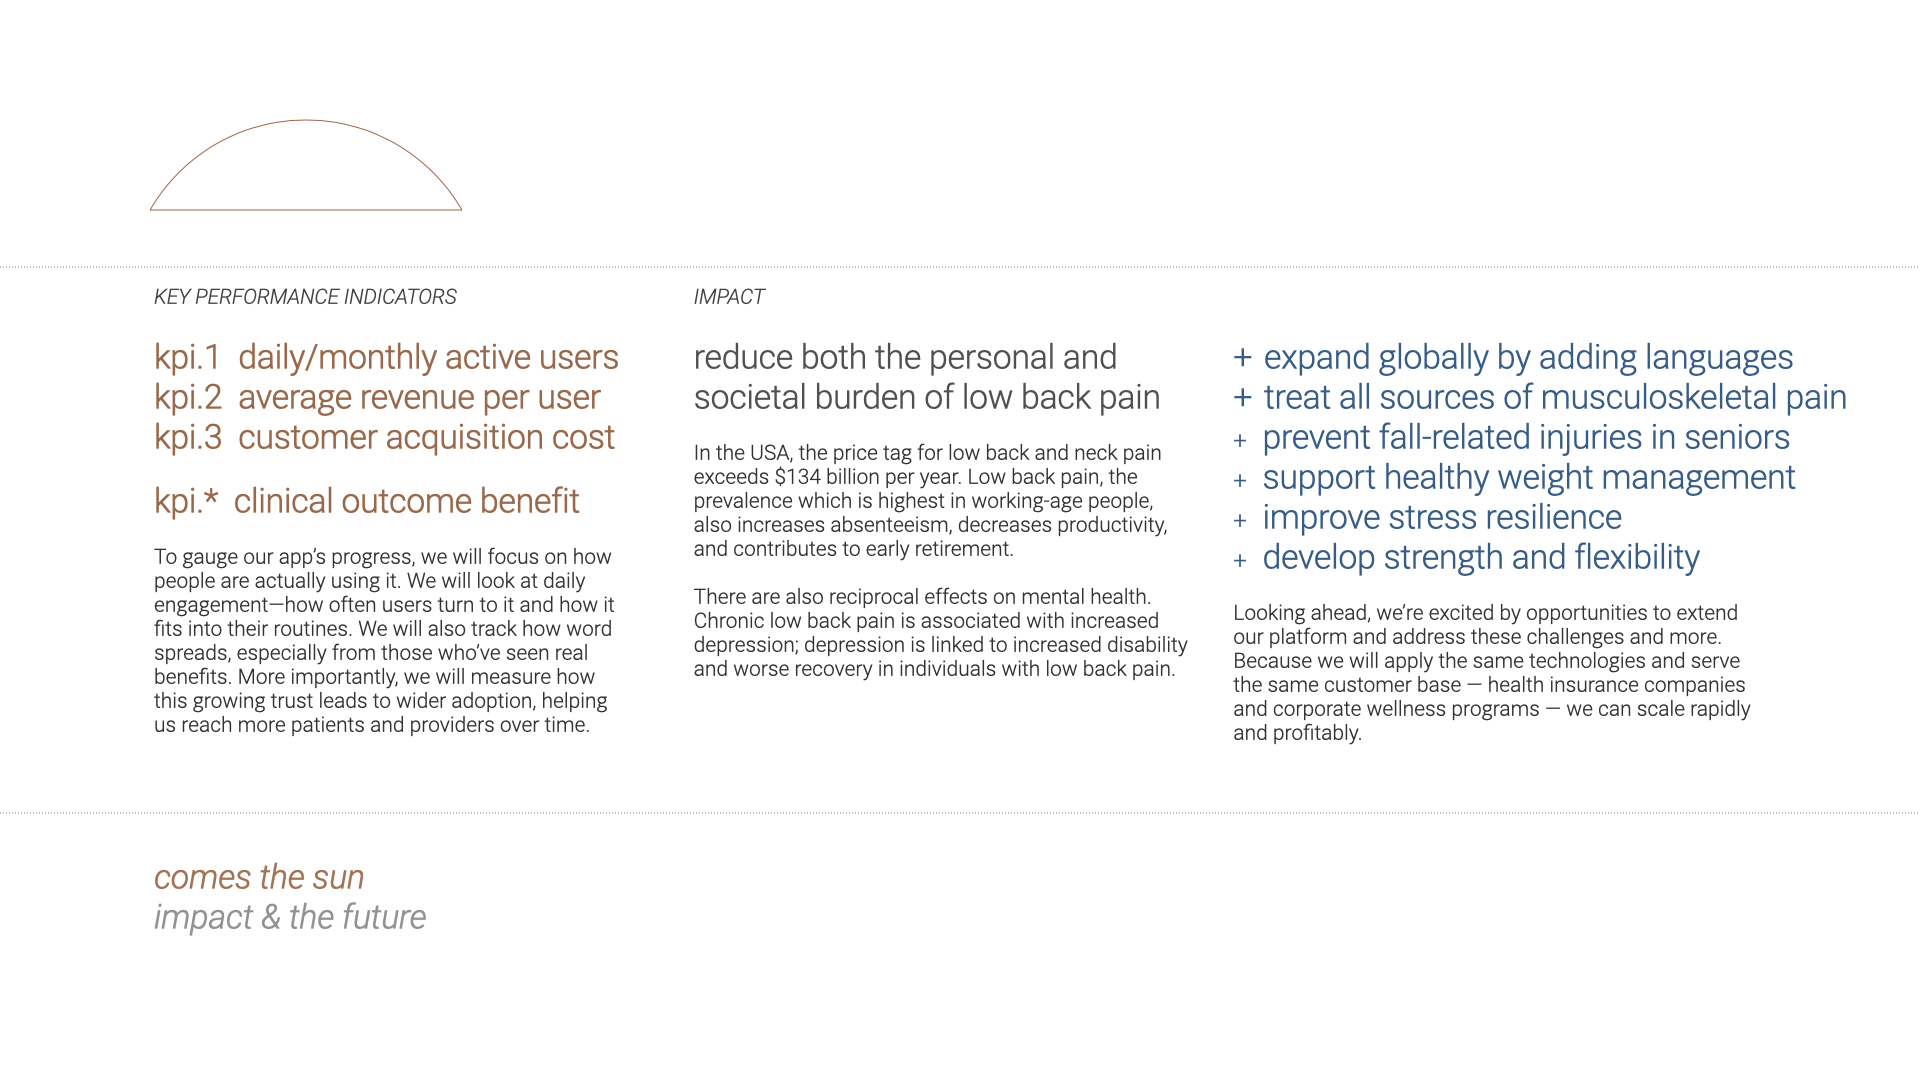 KEY PERFORMANCE INDICATORS
kpi.1 daily/monthly active users
kpi.2 average revenue per user
kpi.3 customer acquisition cost
kpi.* clinical outcome benefit
To gauge our app’s progress, we will focus on how
people are actually using it. We will look at daily
engagement—how often users turn to it and how it
fits into their routines. We will also track how word
spreads, especially from those who’ve seen real
benefits. More importantly, we will measure how
this growing trust leads to wider adoption, helping
us reach more patients and providers over time.
IMPACT
reduce both the personal and
societal burden of low back pain
In the USA, the price tag for low back and neck pain
exceeds $134 billion per year. Low back pain, the
prevalence which is highest in working-age people,
also increases absenteeism, decreases productivity,
and contributes to early retirement.
There are also reciprocal effects on mental health.
Chronic low back pain is associated with increased
depression; depression is linked to increased disability
and worse recovery in individuals with low back pain.
+ expand globally by adding languages
+ treat all sources of musculoskeletal pain
+ prevent fall-related injuries in seniors
+ support healthy weight management
+ improve stress resilience
+ develop strength and flexibility
Looking ahead, we’re excited by opportunities to extend
our platform and address these challenges and more.
Because we will apply the same technologies and serve
the same customer base — health insurance companies
and corporate wellness programs — we can scale rapidly
and profitably.
comes the sun
impact & the future